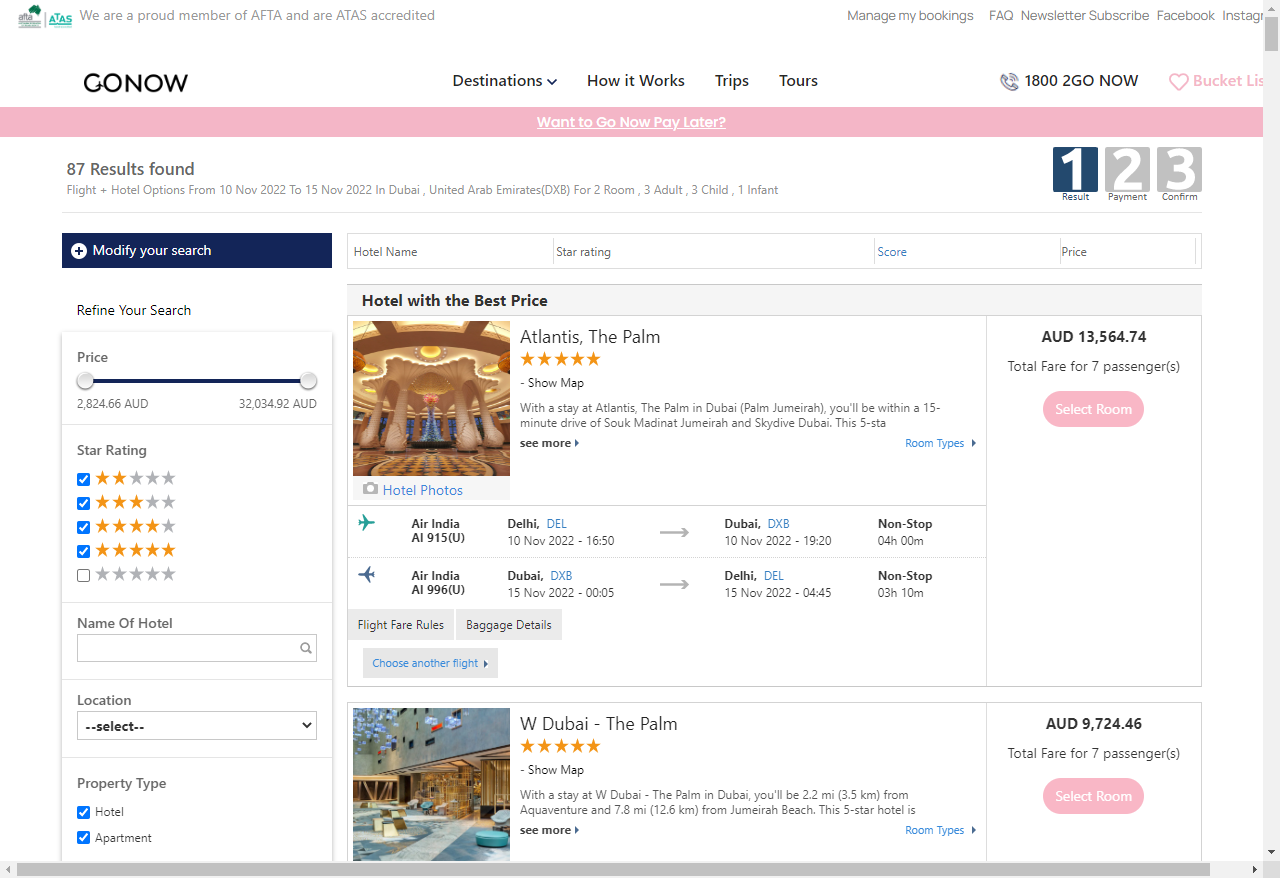 afta ATAS We are a proud member of AFTA and are ATAS accredited
Manage my bookings FAQ Newsletter Subscribe Facebook Instagr
GONOW
Destinations How it Works Trips Tours
1800 2GO NOW
Bucket Lis
Want to Go Now Pay Later?
87 Results found
Flight + Hotel Options From 10 Nov 2022 To 15 Nov 2022 In Dubai , United Arab Emirates(DXB) For 2 Room , 3 Adult , 3 Child , 1 Infant
1 2 3
Result Payment Confirm
Modify your search
Refine Your Search
Price
2,824.66 AUD 32,034.92 AUD
Star Rating
Name Of Hotel
Location
--select--
Property Type
Hotel
Apartment
Hotel Name Star rating Score Price
Hotel with the Best Price
Atlantis, The Palm
- Show Map
With a stay at Atlantis, The Palm in Dubai (Palm Jumeirah), you'll be within a 15-
minute drive of Souk Madinat Jumeirah and Skydive Dubai. This 5-sta
see more Room Types
Hotel Photos
AUD 13,564.74
Total Fare for 7 passenger(s)
Select Room
Air India Delhi, DEL Dubai, DXB Non-Stop
AI 915(U) 10 Nov 2022 - 16:50 10 Nov 2022 - 19:20 04h 00m
Air India Dubai, DXB Delhi, DEL Non-Stop
AI 996(U) 15 Nov 2022 - 00:05 15 Nov 2022 - 04:45 03h 10m
Flight Fare Rules Baggage Details
Choose another flight
W Dubai - The Palm
- Show Map
With a stay at W Dubai - The Palm in Dubai, you'll be 2.2 mi (3.5 km) from
Aquaventure and 7.8 mi (12.6 km) from Jumeirah Beach. This 5-star hotel is
see more Room Types
AUD 9,724.46
Total Fare for 7 passenger(s)
Select Room